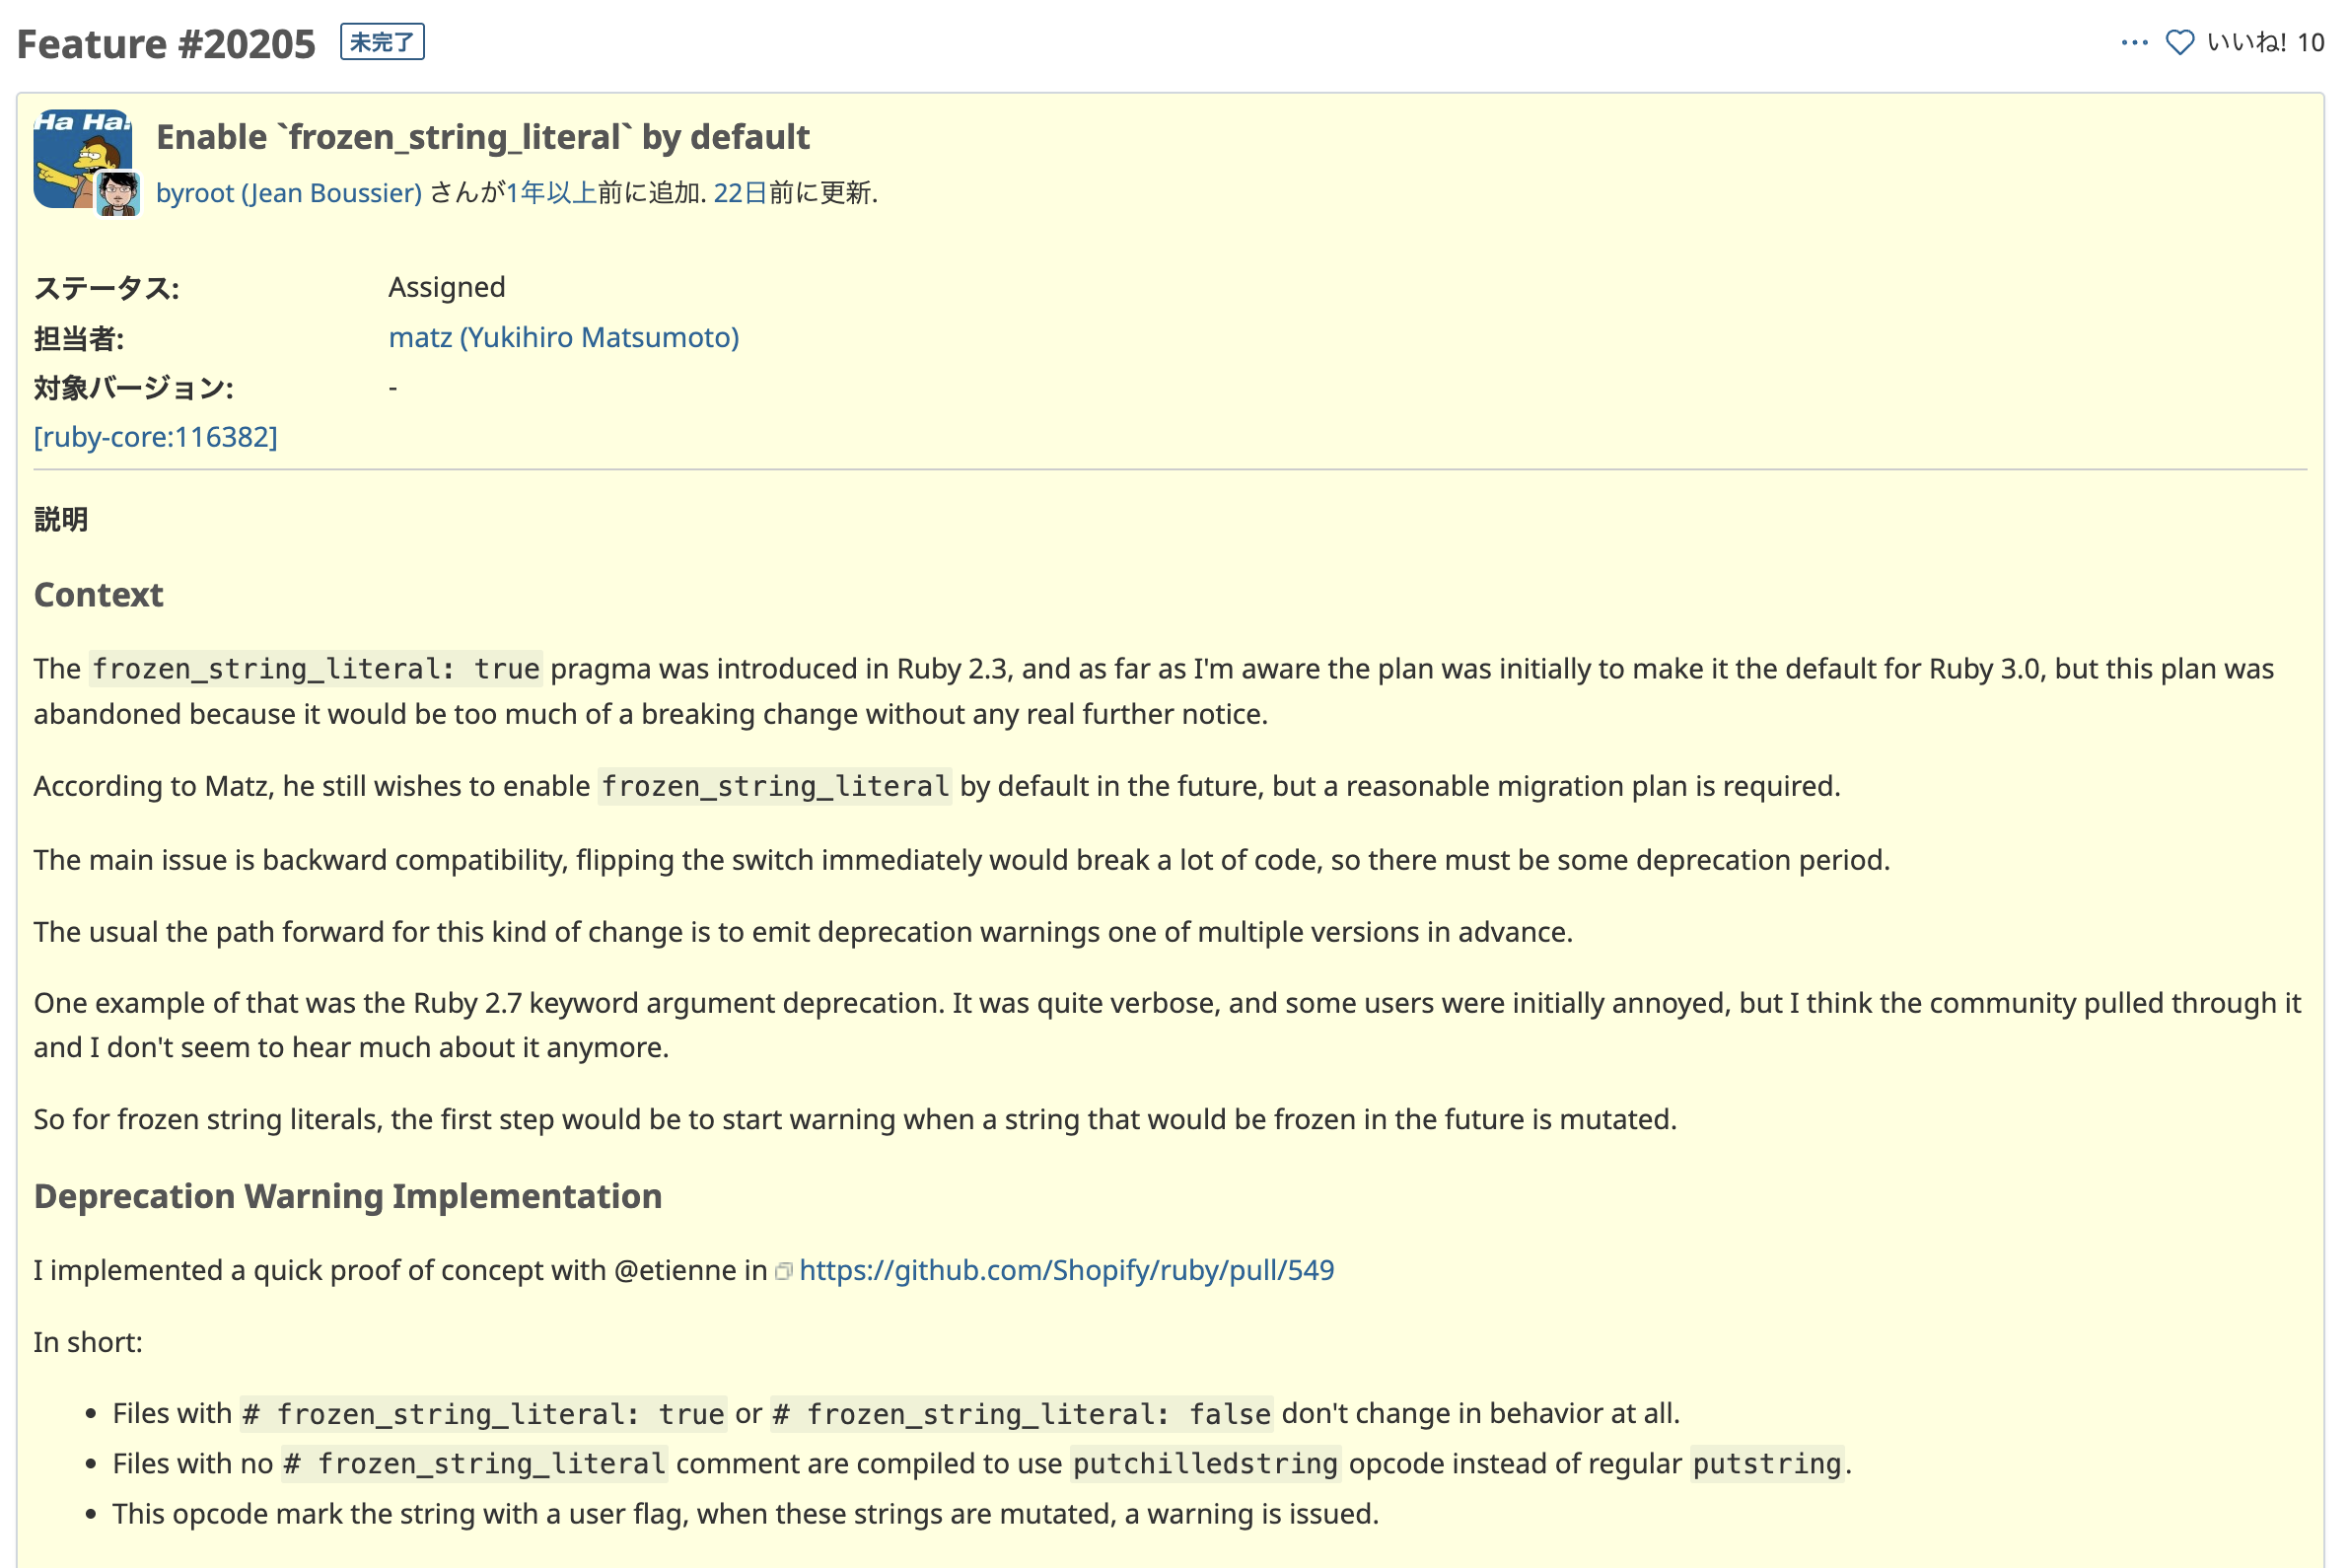 Feature #20205 未完了
... いいね! 10
Ha Ha!
Enable `frozen_string_literal` by default
byroot (Jean Boussier) さんが1年以上前に追加. 22日前に更新.
ステータス: Assigned
担当者: matz (Yukihiro Matsumoto)
対象バージョン: -
[ruby-core:116382]
説明
Context
The frozen_string_literal: true pragma was introduced in Ruby 2.3, and as far as I'm aware the plan was initially to make it the default for Ruby 3.0, but this plan was
abandoned because it would be too much of a breaking change without any real further notice.
According to Matz, he still wishes to enable frozen_string_literal by default in the future, but a reasonable migration plan is required.
The main issue is backward compatibility, flipping the switch immediately would break a lot of code, so there must be some deprecation period.
The usual the path forward for this kind of change is to emit deprecation warnings one of multiple versions in advance.
One example of that was the Ruby 2.7 keyword argument deprecation. It was quite verbose, and some users were initially annoyed, but I think the community pulled through it
and I don't seem to hear much about it anymore.
So for frozen string literals, the first step would be to start warning when a string that would be frozen in the future is mutated.
Deprecation Warning Implementation
I implemented a quick proof of concept with @etienne in https://github.com/Shopify/ruby/pull/549
In short:
• Files with # frozen_string_literal: true or # frozen_string_literal: false don't change in behavior at all.
• Files with no # frozen_string_literal comment are compiled to use putchilledstring opcode instead of regular putstring.
• This opcode mark the string with a user flag, when these strings are mutated, a warning is issued.